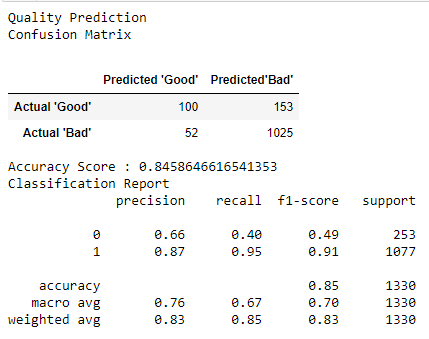 Quality Prediction
Confusion Matrix
Predicted 'Good' Predicted'Bad'
Actual 'Good' 100 153
Actual 'Bad' 52 1025
Accuracy Score : 0.8458646616541353
Classification Report
precision recall f1-score support
0 0.66 0.40 0.49 253
1 0.87 0.95 0.91 1077
accuracy 0.85 1330
macro avg 0.76 0.67 0.70 1330
weighted avg 0.83 0.85 0.83 1330